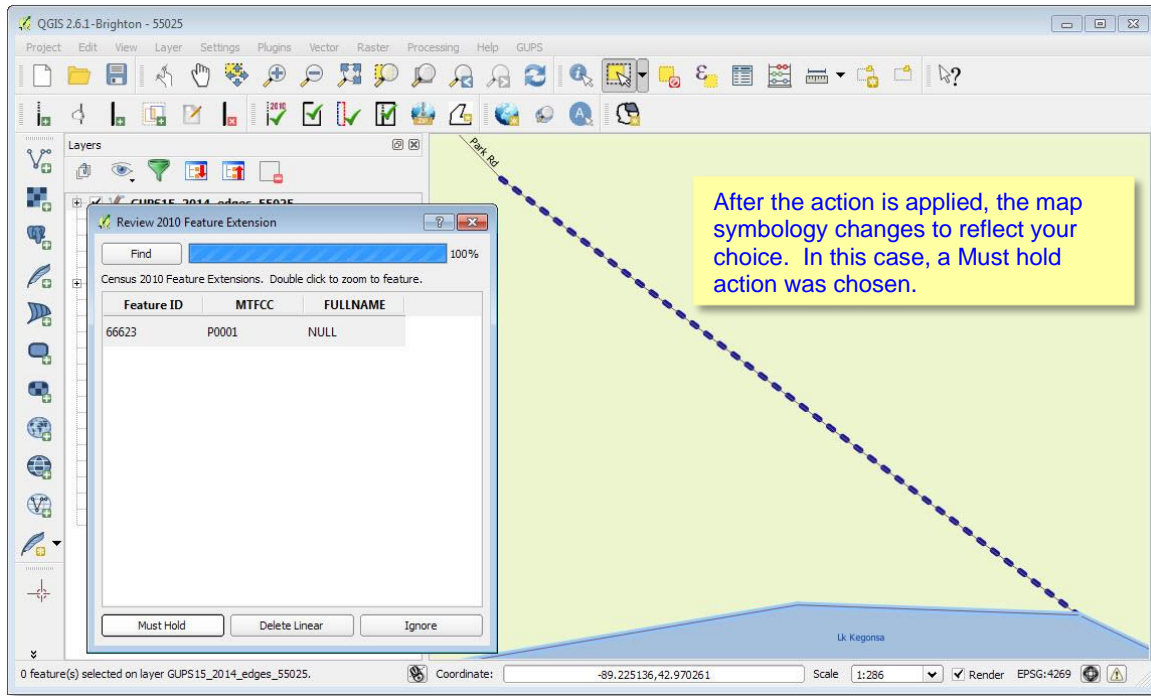 QGIS 2.6.1-Brighton - 55025
Project Edit View Layer Settings Plugins Vector Raster Processing Help GUPS
2010
Layers
GUPS15_2014_edges_55025
Review 2010 Feature Extension
Find 100%
Census 2010 Feature Extensions. Double click to zoom to feature.
Feature ID MTFCC FULLNAME
66623 P0001 NULL
Must Hold Delete Linear Ignore
Park Rd
After the action is applied, the map
symbology changes to reflect your
choice. In this case, a Must hold
action was chosen.
Lk Kegonsa
0 feature(s) selected on layer GUPS15_2014_edges_55025. Coordinate: -89.225136,42.970261 Scale 1:286 Render EPSG:4269